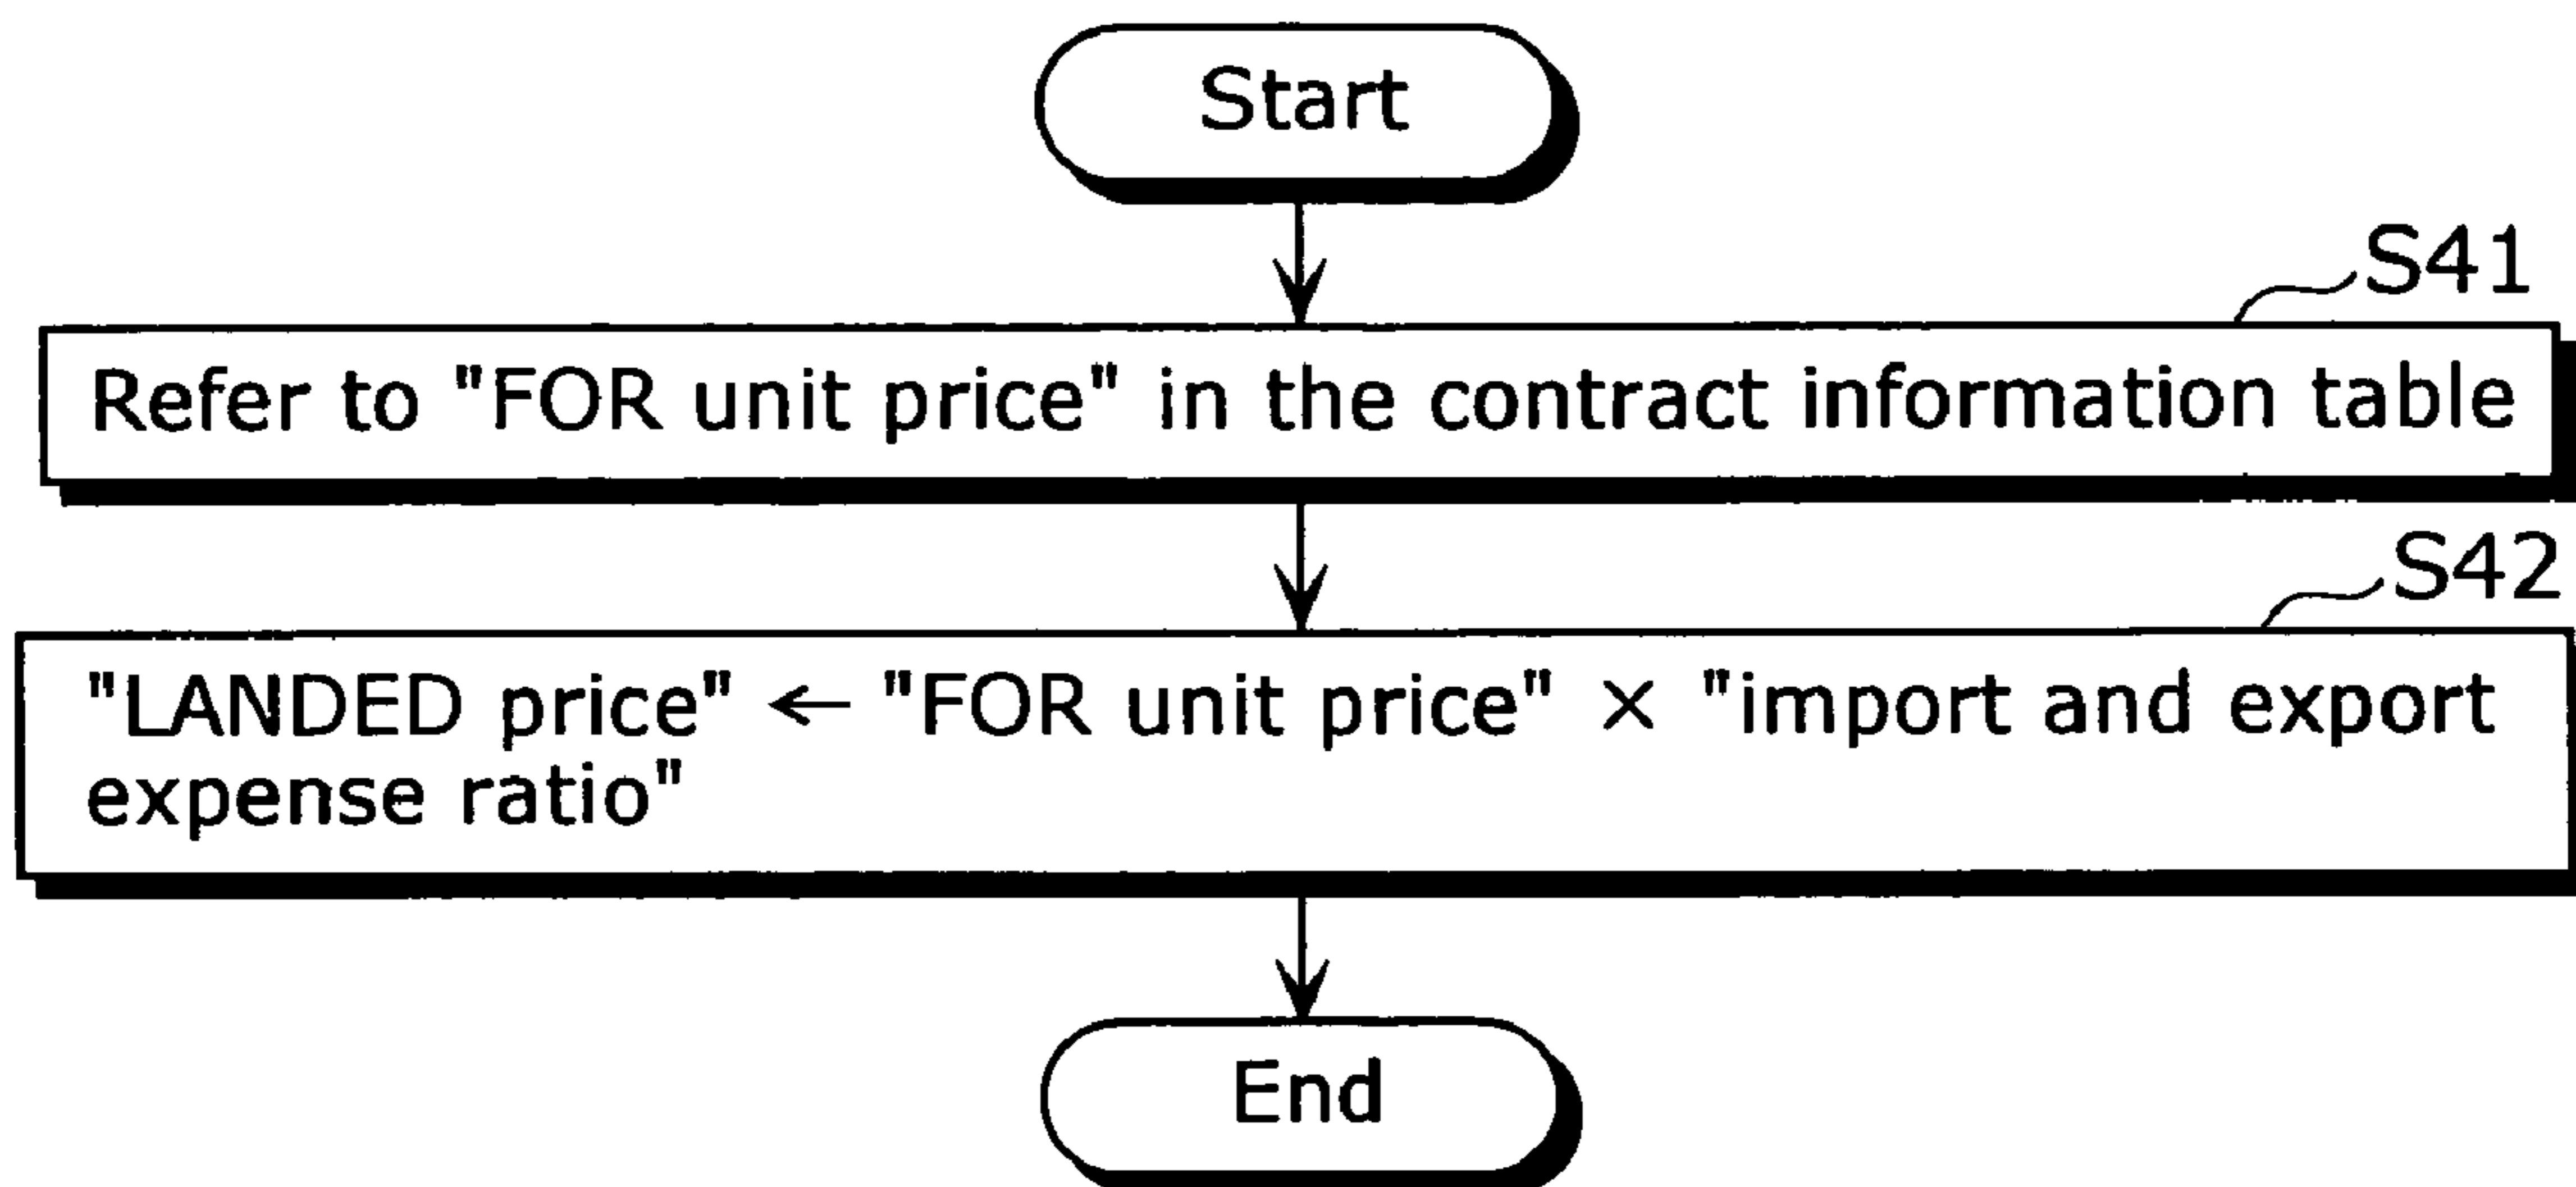 Start
S41
Refer to "FOR unit price" in the contract information table
S42
"LANDED price" ← "FOR unit price" × "import and export
expense ratio"
End